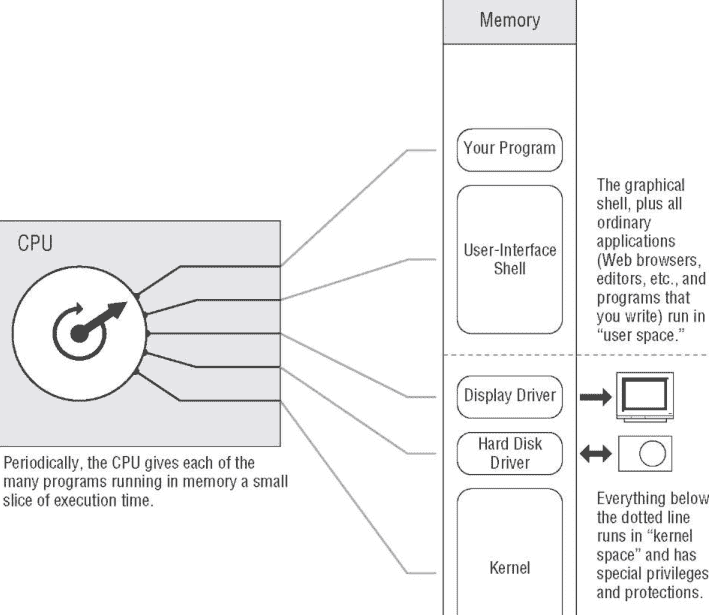 Memory
Your Program
User-Interface
Shell
The graphical
shell, plus all
ordinary
applications
(Web browsers,
editors, etc., and
programs that
you write) run in
“user space.”
CPU
Periodically, the CPU gives each of the
many programs running in memory a small
slice of execution time.
Display Driver
Hard Disk
Driver
Kernel
Everything below
the dotted line
runs in “kernel
space” and has
special privileges
and protections.